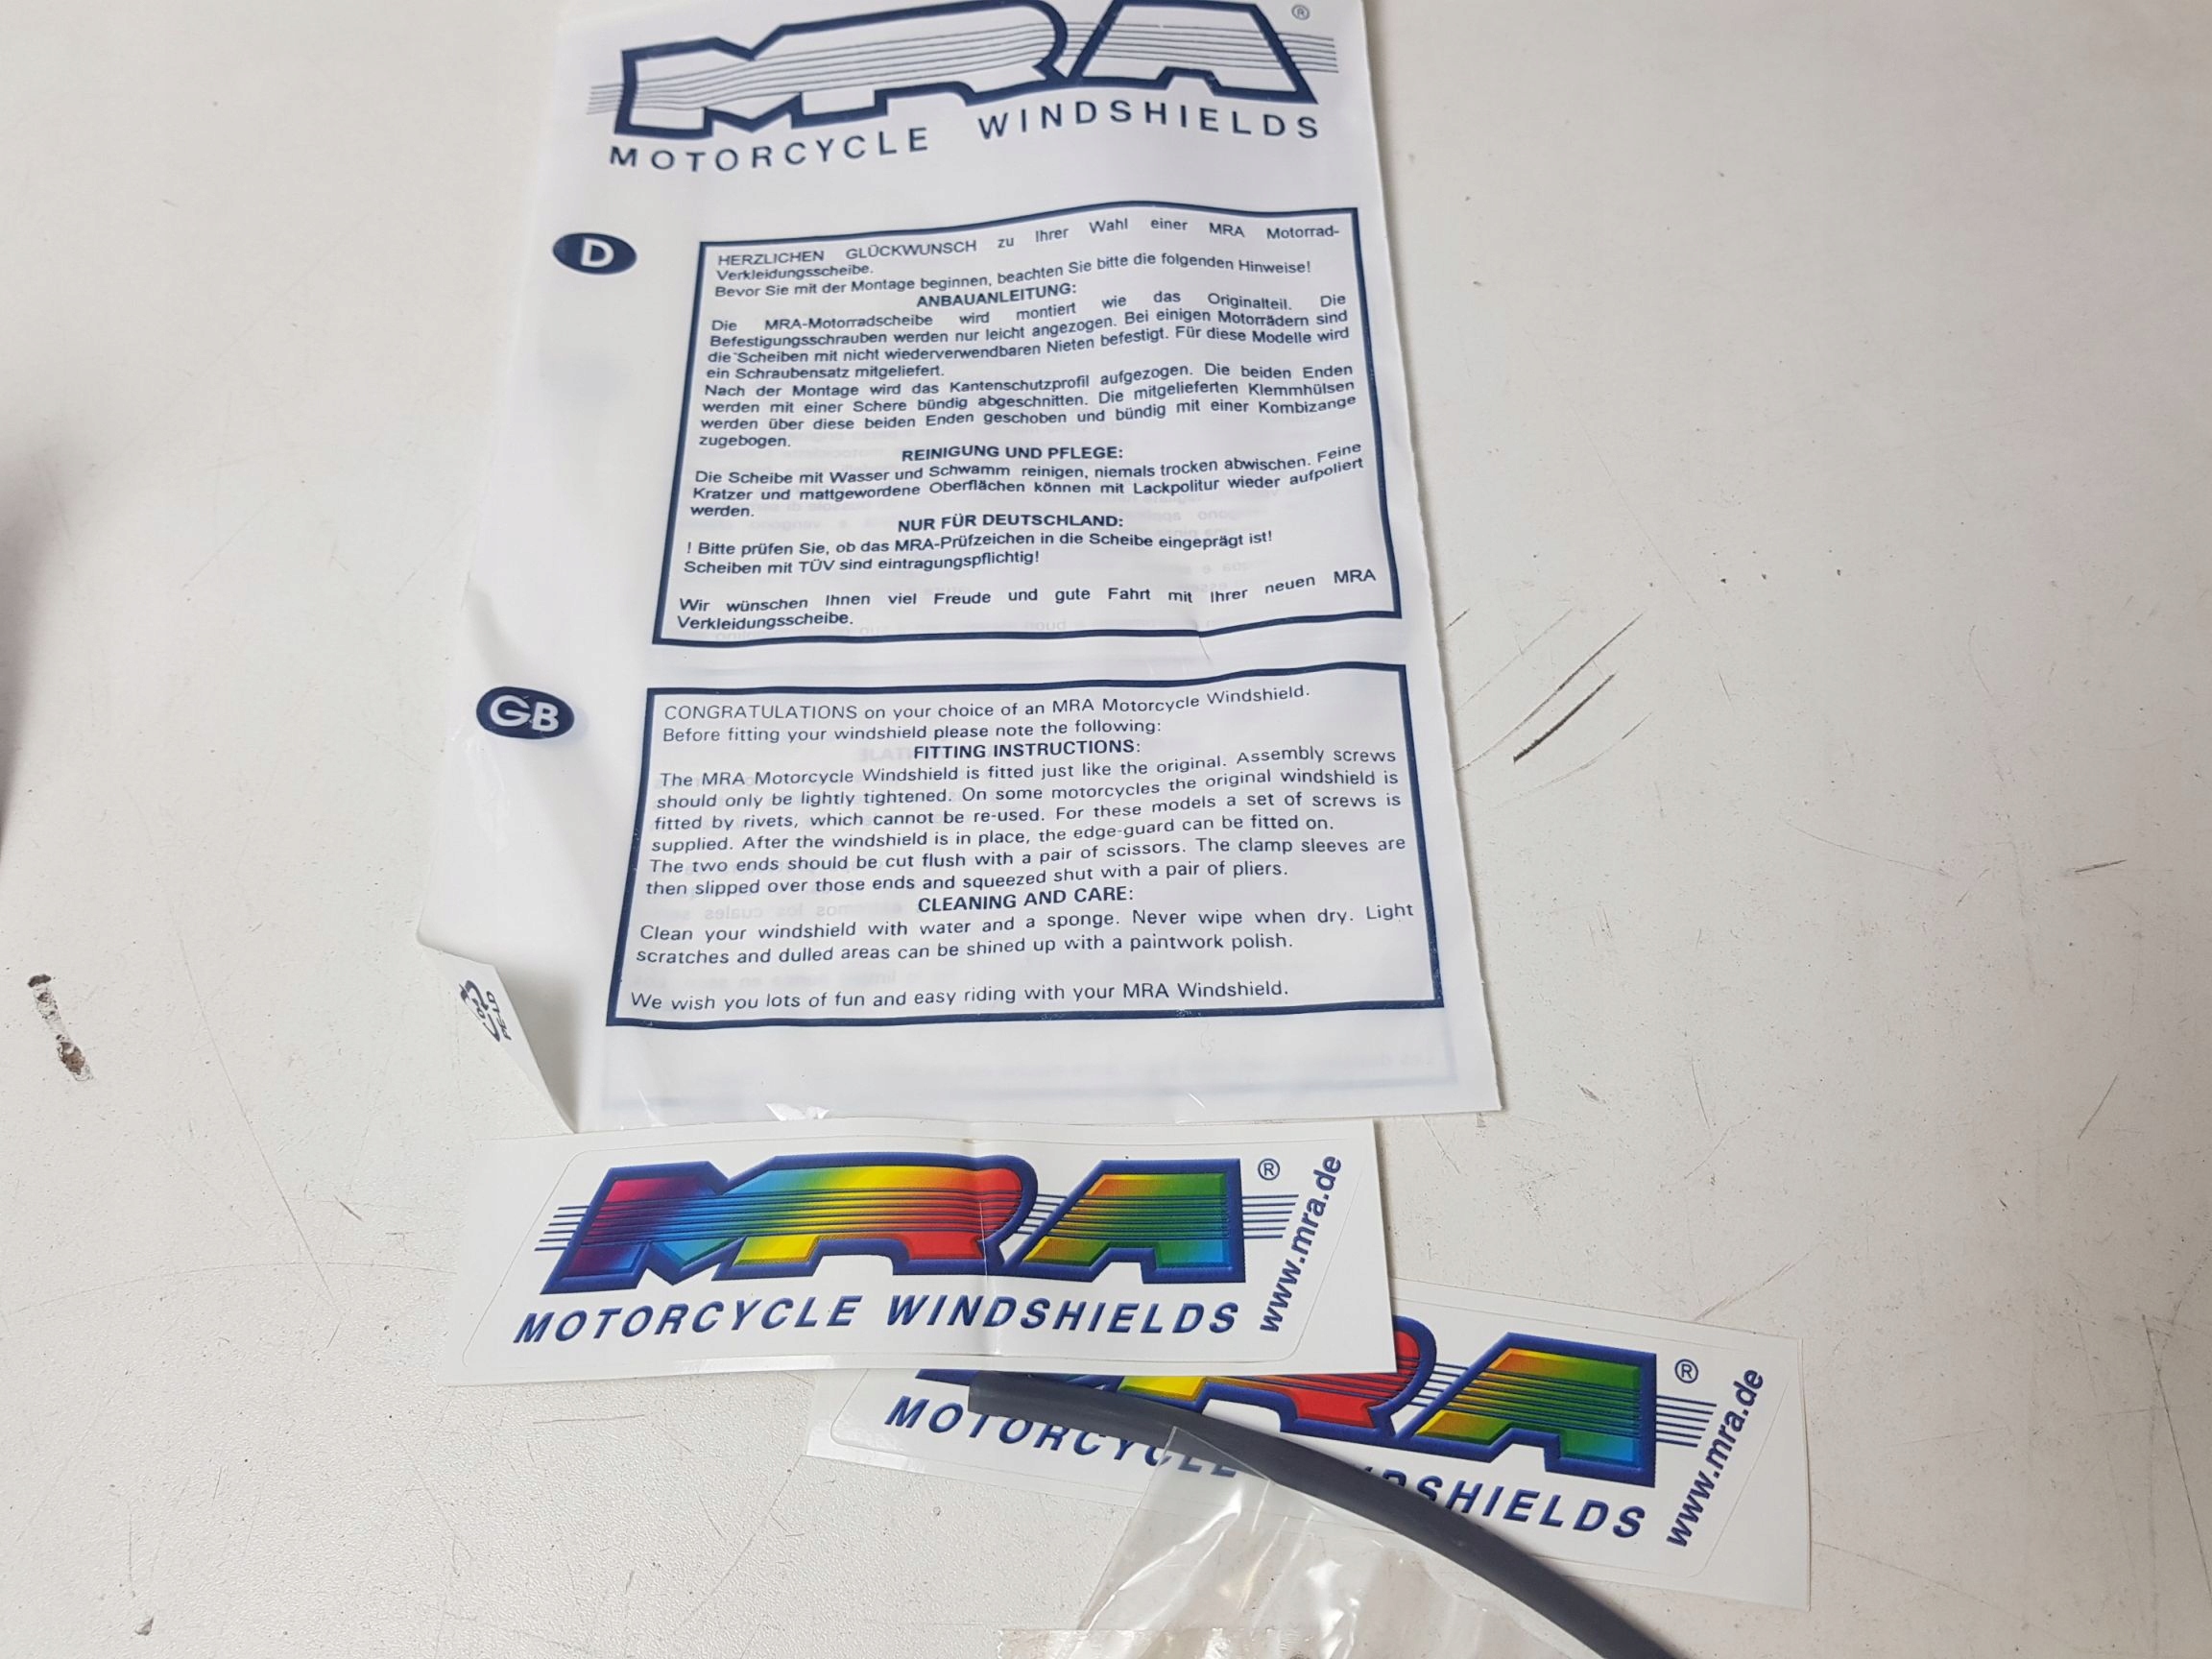 MRA®
MOTORCYCLE WINDSHIELDS
D
HERZLICHEN GLÜCKWUNSCH zu Ihrer Wahl einer MRA Motorrad-
Verkleidungsscheibe.
Bevor Sie mit der Montage beginnen, beachten Sie bitte die folgenden Hinweise!
ANBAUANLEITUNG:
Die MRA-Motorradscheibe wird montiert wie das Originalteil. Die
Befestigungsschrauben werden nur leicht angezogen. Bei einigen Motorrädern sind
die Scheiben mit nicht wiederverwendbaren Nieten befestigt. Für diese Modelle wird
ein Schraubensatz mitgeliefert.
Nach der Montage wird das Kantenschutzprofil aufgezogen. Die beiden Enden
werden mit einer Schere bündig abgeschnitten. Die mitgelieferten Klemmhülsen
werden über diese beiden Enden geschoben und bündig mit einer Kombizange
zugebogen.
REINIGUNG UND PFLEGE:
Die Scheibe mit Wasser und Schwamm reinigen, niemals trocken abwischen. Feine
Kratzer und mattgewordene Oberflächen können mit Lackpolitur wieder aufpoliert
werden.
NUR FÜR DEUTSCHLAND:
! Bitte prüfen Sie, ob das MRA-Prüfzeichen in die Scheibe eingeprägt ist!
Scheiben mit TÜV sind eintragungspflichtig!
Wir wünschen Ihnen viel Freude und gute Fahrt mit Ihrer neuen MRA
Verkleidungsscheibe.
GB
CONGRATULATIONS on your choice of an MRA Motorcycle Windshield.
Before fitting your windshield please note the following:
FITTING INSTRUCTIONS:
The MRA Motorcycle Windshield is fitted just like the original. Assembly screws
should only be lightly tightened. On some motorcycles the original windshield is
fitted by rivets, which cannot be re-used. For these models a set of screws is
supplied. After the windshield is in place, the edge-guard can be fitted on.
The two ends should be cut flush with a pair of scissors. The clamp sleeves are
then slipped over those ends and squeezed shut with a pair of pliers.
CLEANING AND CARE:
Clean your windshield with water and a sponge. Never wipe when dry. Light
scratches and dulled areas can be shined up with a paintwork polish.
We wish you lots of fun and easy riding with your MRA Windshield.
PE-LD
MRA®
MOTORCYCLE WINDSHIELDS
www.mra.de
RA®
MOTORCYCLE DSHIELDS
www.mra.de